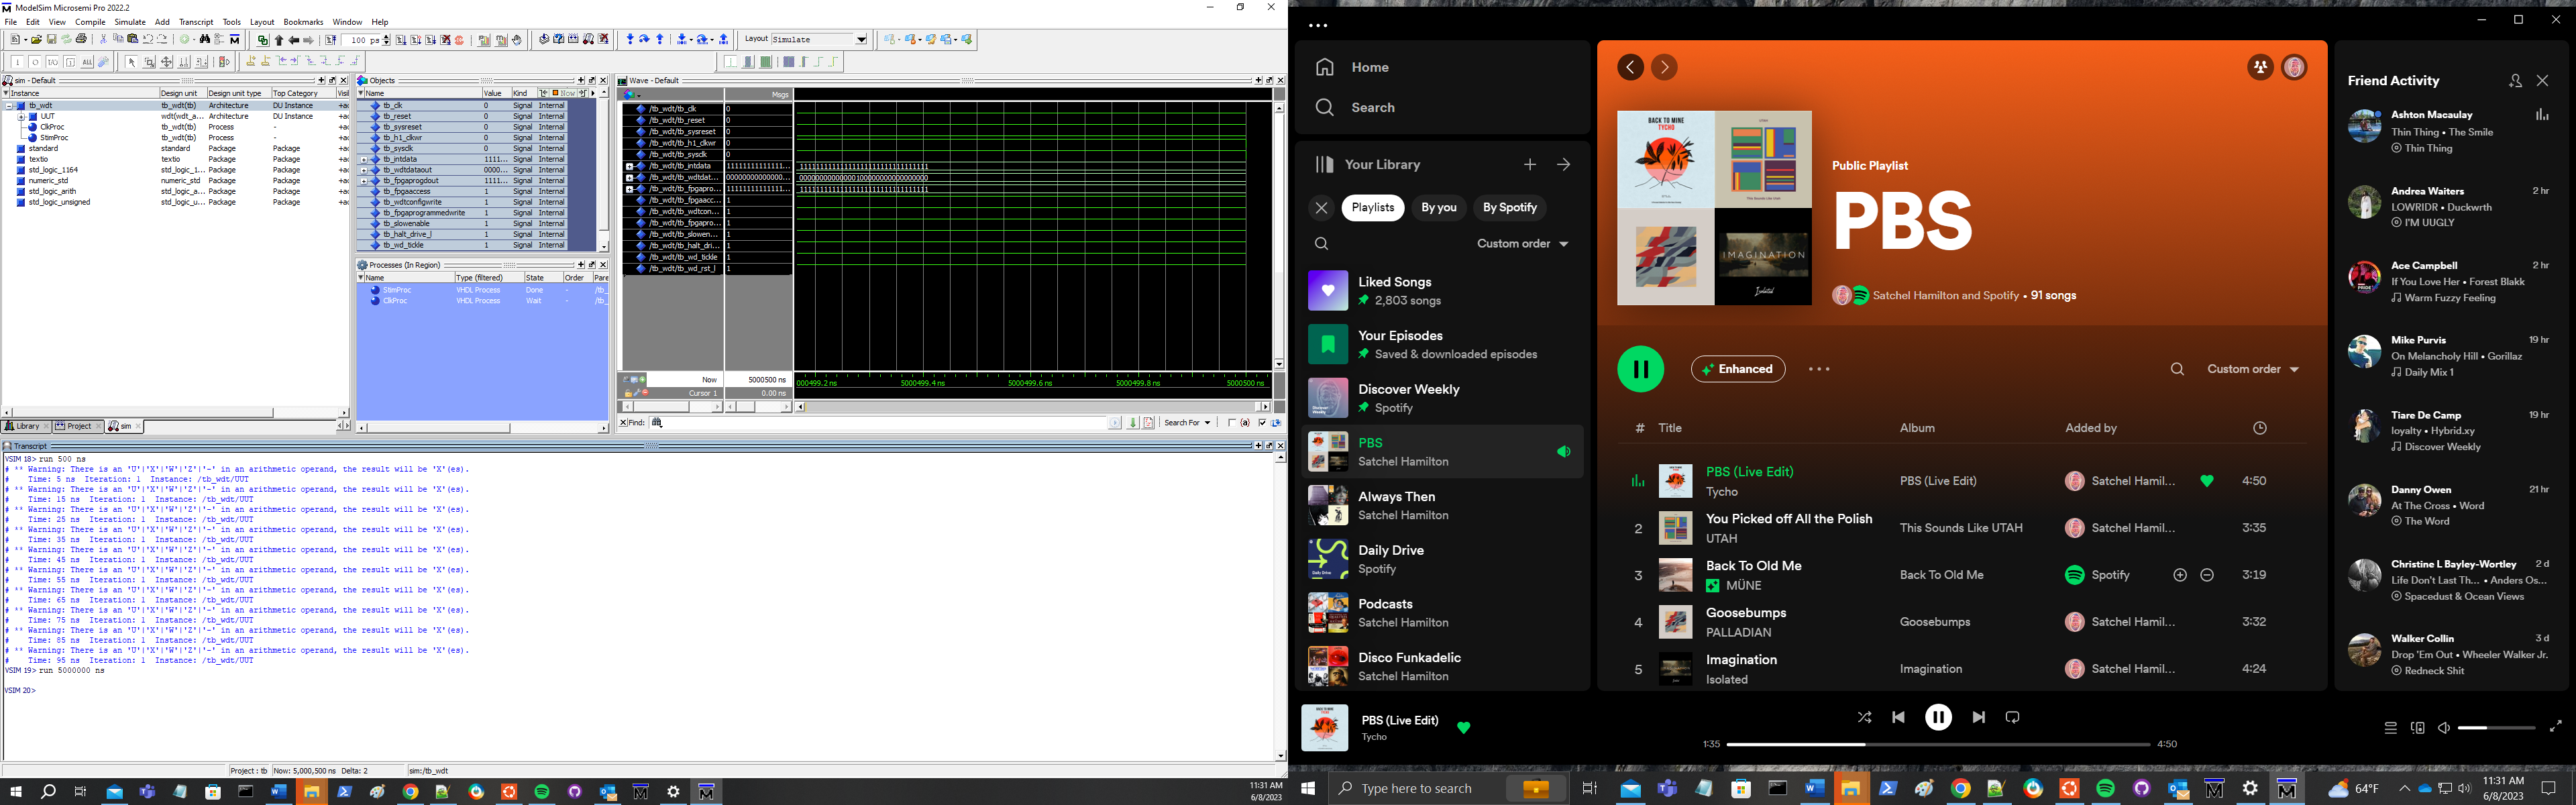 ModelSim Microsemi Pro 2022.2
File Edit View Compile Simulate Add Transcript Tools Layout Bookmarks Window Help
100 ps
Layout Simulate
sim - Default
Instance Design unit Design unit type Top Category Visi
tb_wdt tb_wdt(tb) Architecture DU Instance +ac
UUT wdt(wdt_a... Architecture DU Instance +ac
ClkProc tb_wdt(tb) Process - +ac
StimProc tb_wdt(tb) Process - +ac
standard standard Package Package +ac
textio textio Package Package +ac
std_logic_1164 std_logic_1... Package Package +ac
numeric_std numeric_std Package Package +ac
std_logic_arith std_logic_a... Package Package +ac
std_logic_unsigned std_logic_u... Package Package +ac
Library Project sim
Objects
Name Value Kind Mode Now
tb_clk 0 Signal Internal
tb_reset 0 Signal Internal
tb_sysreset 0 Signal Internal
tb_h1_clkwr 0 Signal Internal
tb_sysclk 0 Signal Internal
tb_intdata 1111... Signal Internal
tb_wdtdataout 0000... Signal Internal
tb_fpgaprogdout 1111... Signal Internal
tb_fpgaaccess 1 Signal Internal
tb_wdtconfigwrite 1 Signal Internal
tb_fpgaprogrammedwrite 1 Signal Internal
tb_slowenable 1 Signal Internal
tb_halt_drive_l 1 Signal Internal
tb_wd_tickle 1 Signal Internal
Processes (In Region)
Name Type (filtered) State Order Pare
StimProc VHDL Process Done - /tb_
ClkProc VHDL Process Wait - /tb_
Wave - Default
Msgs
/tb_wdt/tb_clk 0
/tb_wdt/tb_reset 0
/tb_wdt/tb_sysreset 0
/tb_wdt/tb_h1_clkwr 0
/tb_wdt/tb_sysclk 0
/tb_wdt/tb_intdata
/tb_wdt/tb_wdtdat...
/tb_wdt/tb_fpgapro...
/tb_wdt/tb_fpgaacc... 1
/tb_wdt/tb_wdtcon... 1
/tb_wdt/tb_fpgapro... 1
/tb_wdt/tb_slowen... 1
/tb_wdt/tb_halt_dri... 1
/tb_wdt/tb_wd_tickle 1
/tb_wdt/tb_wd_rst_l 1
Now 5000500 ns
000499.2 ns 5000499.4 ns 5000499.6 ns 5000499.8 ns 5000500 ns
Cursor 1 0.00 ns
Find: Search For
Transcript
VSIM 18> run 500 ns
# ** Warning: There is an 'U'|'X'|'W'|'Z'|'-' in an arithmetic operand, the result will be 'X'(es).
# Time: 5 ns Iteration: 1 Instance: /tb_wdt/UUT
# ** Warning: There is an 'U'|'X'|'W'|'Z'|'-' in an arithmetic operand, the result will be 'X'(es).
# Time: 15 ns Iteration: 1 Instance: /tb_wdt/UUT
# ** Warning: There is an 'U'|'X'|'W'|'Z'|'-' in an arithmetic operand, the result will be 'X'(es).
# Time: 25 ns Iteration: 1 Instance: /tb_wdt/UUT
# ** Warning: There is an 'U'|'X'|'W'|'Z'|'-' in an arithmetic operand, the result will be 'X'(es).
# Time: 35 ns Iteration: 1 Instance: /tb_wdt/UUT
# ** Warning: There is an 'U'|'X'|'W'|'Z'|'-' in an arithmetic operand, the result will be 'X'(es).
# Time: 45 ns Iteration: 1 Instance: /tb_wdt/UUT
# ** Warning: There is an 'U'|'X'|'W'|'Z'|'-' in an arithmetic operand, the result will be 'X'(es).
# Time: 55 ns Iteration: 1 Instance: /tb_wdt/UUT
# ** Warning: There is an 'U'|'X'|'W'|'Z'|'-' in an arithmetic operand, the result will be 'X'(es).
# Time: 65 ns Iteration: 1 Instance: /tb_wdt/UUT
# ** Warning: There is an 'U'|'X'|'W'|'Z'|'-' in an arithmetic operand, the result will be 'X'(es).
# Time: 75 ns Iteration: 1 Instance: /tb_wdt/UUT
# ** Warning: There is an 'U'|'X'|'W'|'Z'|'-' in an arithmetic operand, the result will be 'X'(es).
# Time: 85 ns Iteration: 1 Instance: /tb_wdt/UUT
# ** Warning: There is an 'U'|'X'|'W'|'Z'|'-' in an arithmetic operand, the result will be 'X'(es).
# Time: 95 ns Iteration: 1 Instance: /tb_wdt/UUT
VSIM 19> run 5000000 ns
VSIM 20>
Project : tb Now: 5,000,500 ns Delta: 2 sim:/tb_wdt
11:31 AM
6/8/2023
Home
Search
Your Library
Playlists By you By Spotify
Custom order
Liked Songs
2,803 songs
Your Episodes
Saved & downloaded episodes
Discover Weekly
Spotify
PBS
Satchel Hamilton
Always Then
Satchel Hamilton
Daily Drive
Spotify
Podcasts
Satchel Hamilton
Disco Funkadelic
Satchel Hamilton
BACK TO MINE
TYCHO
IMAGINATION
Isolated
Public Playlist
PBS
Satchel Hamilton and Spotify • 91 songs
Enhanced
Custom order
# Title Album Added by
PBS (Live Edit) PBS (Live Edit) Satchel Hamil... 4:50
Tycho
2 You Picked off All the Polish This Sounds Like UTAH Satchel Hamil... 3:35
UTAH
3 Back To Old Me Back To Old Me Spotify 3:19
MÜNE
4 Goosebumps Goosebumps Satchel Hamil... 3:32
PALLADIAN
5 Imagination Imagination Satchel Hamil... 4:24
Isolated
Friend Activity
Ashton Macaulay
Thin Thing • The Smile
Thin Thing
Andrea Waiters 2 hr
LOWRIDR • Duckwrth
I'M UUGLY
Ace Campbell 2 hr
If You Love Her • Forest Blakk
Warm Fuzzy Feeling
Mike Purvis 19 hr
On Melancholy Hill • Gorillaz
Daily Mix 1
Tiare De Camp 19 hr
loyalty • Hybrid.xy
Discover Weekly
Danny Owen 21 hr
At The Cross • Word
The Word
Christine L Bayley-Wortley 2 d
Life Don't Last Th... • Anders Os...
Spacedust & Ocean Views
Walker Collin 3 d
Drop 'Em Out • Wheeler Walker Jr.
Redneck Shit
PBS (Live Edit)
Tycho
1:35 4:50
Type here to search
64°F
11:31 AM
6/8/2023